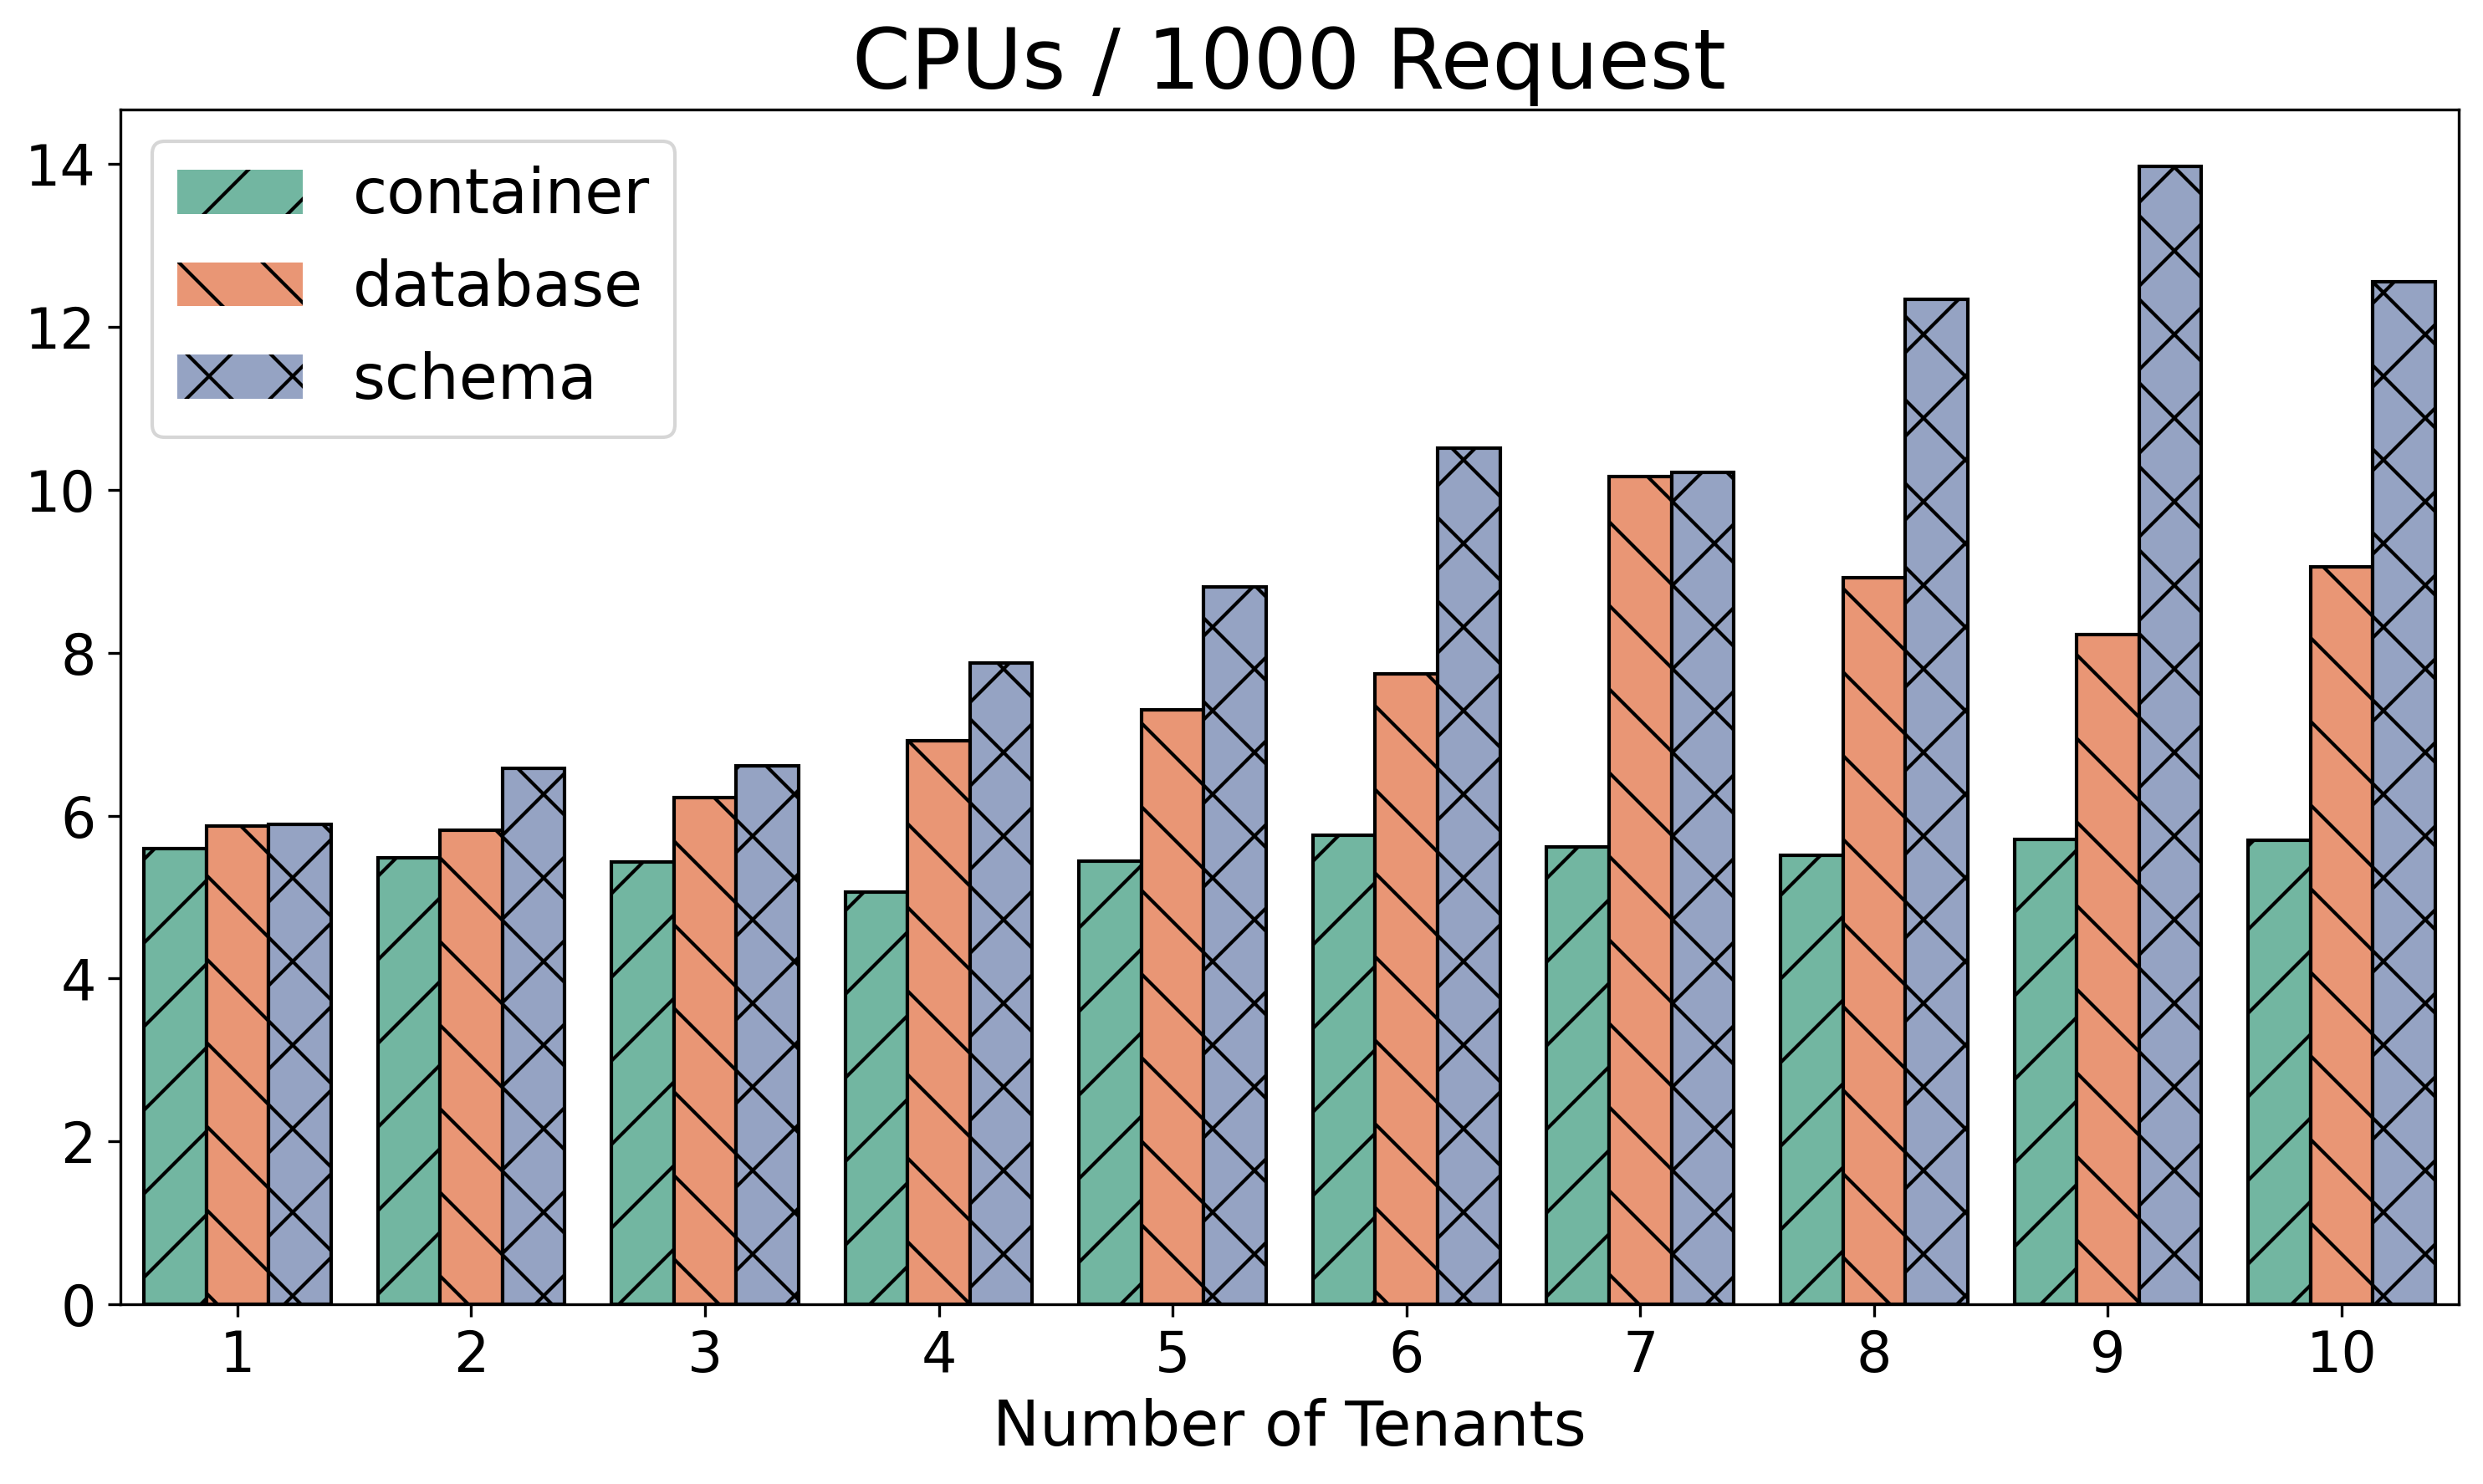 CPUs / 1000 Request
14
12
10
8
6
4
2
0
container
database
schema
1 2 3 4 5 6 7 8 9 10
Number of Tenants